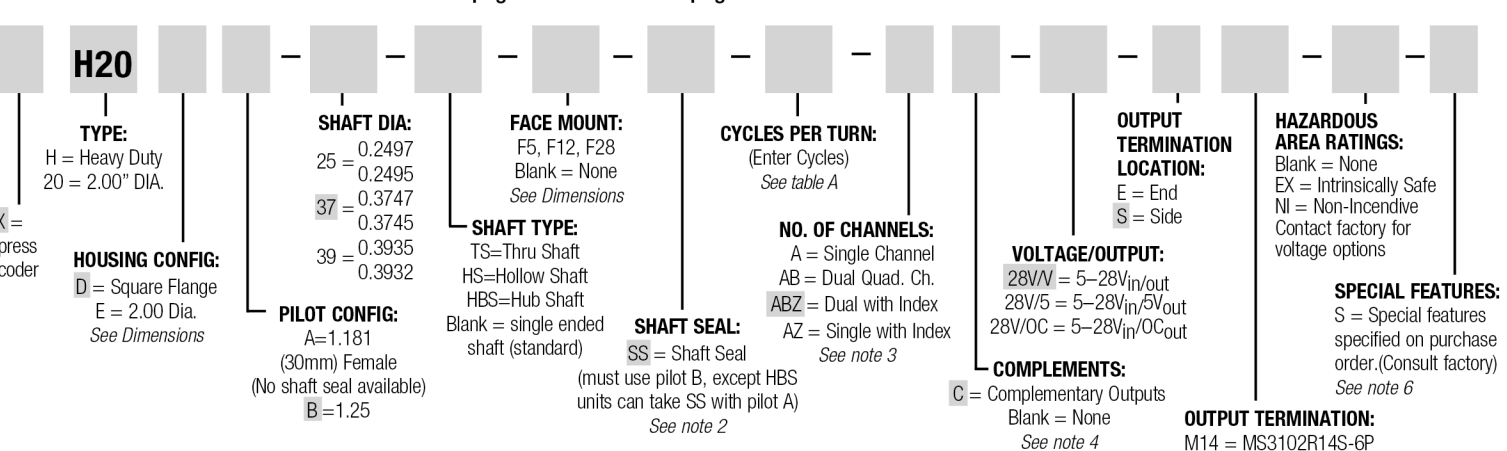 H20 – – – – – – – – – –
TYPE:
H = Heavy Duty
20 = 2.00” DIA.
X =
press
coder
HOUSING CONFIG:
D = Square Flange
E = 2.00 Dia.
See Dimensions
PILOT CONFIG:
A=1.181
(30mm) Female
(No shaft seal available)
B =1.25
SHAFT DIA:
25 = 0.2497
0.2495
37 = 0.3747
0.3745
39 = 0.3935
0.3932
SHAFT TYPE:
TS=Thru Shaft
HS=Hollow Shaft
HBS=Hub Shaft
Blank = single ended
shaft (standard)
FACE MOUNT:
F5, F12, F28
Blank = None
See Dimensions
SHAFT SEAL:
SS = Shaft Seal
(must use pilot B, except HBS
units can take SS with pilot A)
See note 2
CYCLES PER TURN:
(Enter Cycles)
See table A
NO. OF CHANNELS:
A = Single Channel
AB = Dual Quad. Ch.
ABZ = Dual with Index
AZ = Single with Index
See note 3
COMPLEMENTS:
C = Complementary Outputs
Blank = None
See note 4
VOLTAGE/OUTPUT:
28V/V = 5–28Vin/out
28V/5 = 5–28Vin/5Vout
28V/OC = 5–28Vin/OCout
OUTPUT
TERMINATION
LOCATION:
E = End
S = Side
OUTPUT TERMINATION:
M14 = MS3102R14S-6P
HAZARDOUS
AREA RATINGS:
Blank = None
EX = Intrinsically Safe
NI = Non-Incendive
Contact factory for
voltage options
SPECIAL FEATURES:
S = Special features
specified on purchase
order.(Consult factory)
See note 6